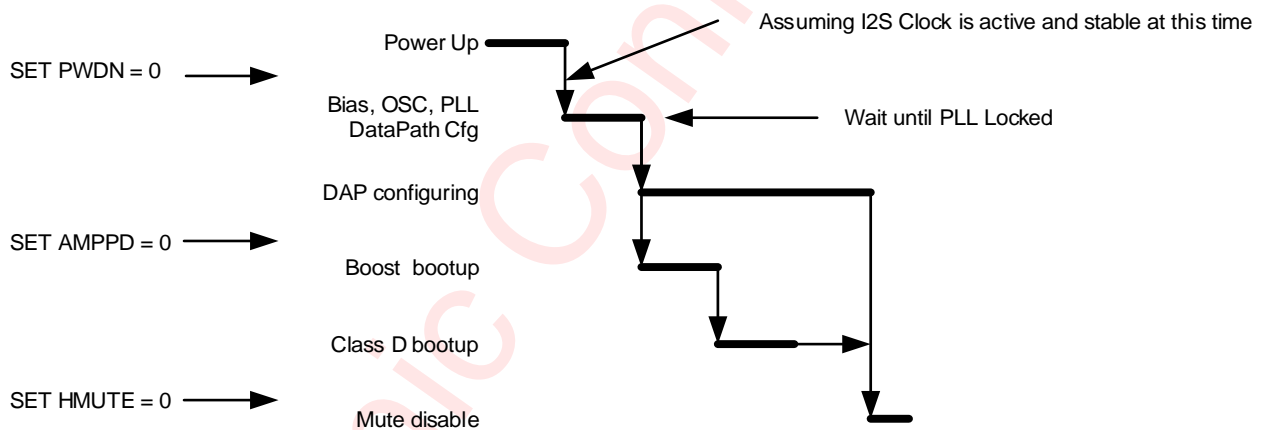 Assuming I2S Clock is active and stable at this time
Power Up
SET PWDN = 0
Bias, OSC, PLL
DataPath Cfg
Wait until PLL Locked
DAP configuring
SET AMPPD = 0
Boost bootup
Class D bootup
SET HMUTE = 0
Mute disable